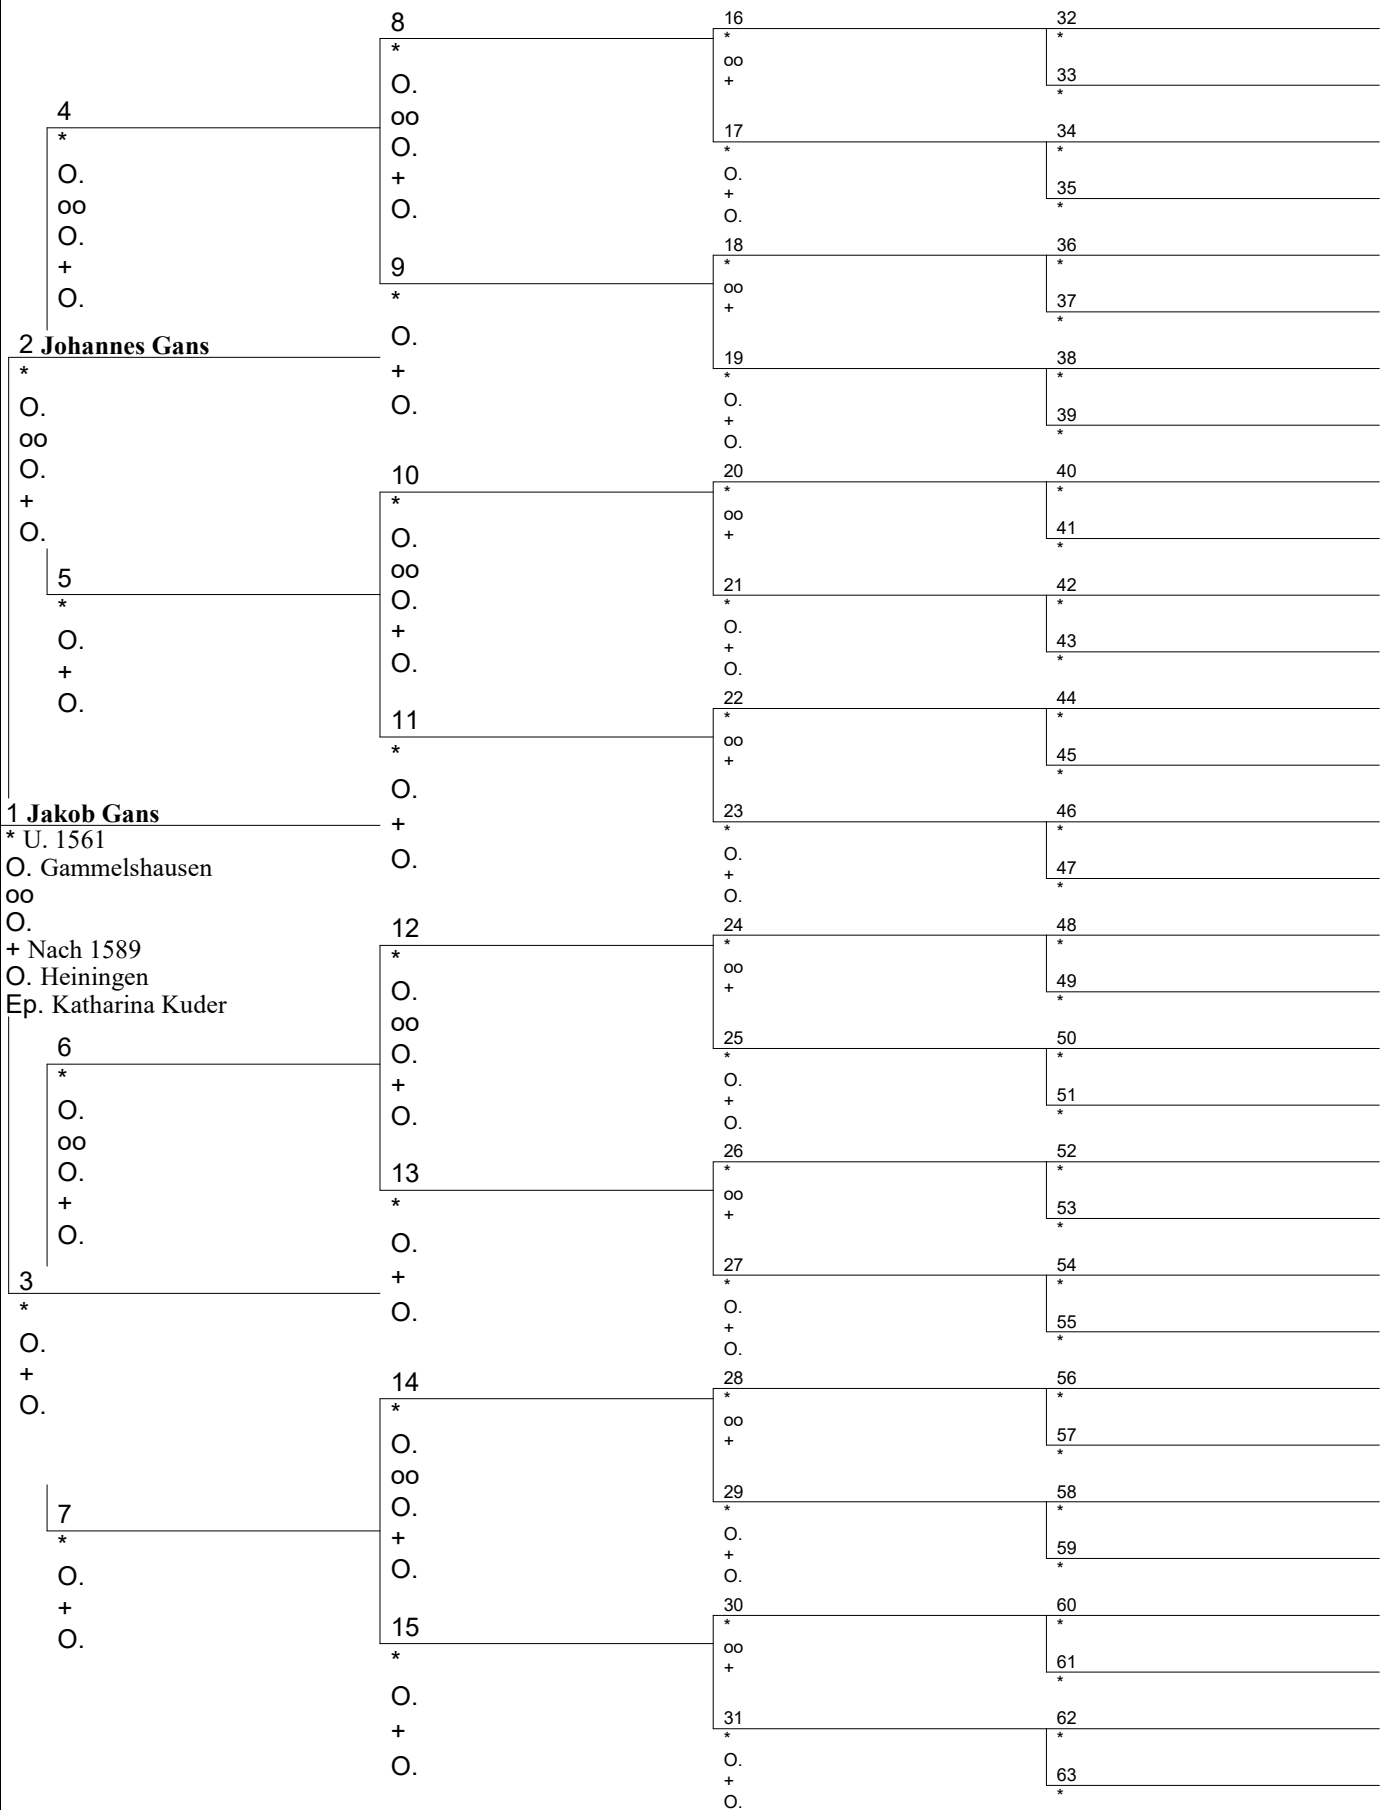 4
*
O.
oo
O.
+
O.
2 Johannes Gans
*
O.
oo
O.
+
O.
5
*
O.
+
O.
1 Jakob Gans
* U. 1561
O. Gammelshausen
oo
O.
+ Nach 1589
O. Heiningen
Ep. Katharina Kuder
6
*
O.
oo
O.
+
O.
3
*
O.
+
O.
7
*
O.
+
O.
8
*
O.
oo
O.
+
O.
9
*
O.
+
O.
10
*
O.
oo
O.
+
O.
11
*
O.
+
O.
12
*
O.
oo
O.
+
O.
13
*
O.
+
O.
14
*
O.
oo
O.
+
O.
15
*
O.
+
O.
16
*
oo
+
17
*
O.
+
O.
18
*
oo
+
19
*
O.
+
O.
20
*
oo
+
21
*
O.
+
O.
22
*
oo
+
23
*
O.
+
O.
24
*
oo
+
25
*
O.
+
O.
26
*
oo
+
27
*
O.
+
O.
28
*
oo
+
29
*
O.
+
O.
30
*
oo
+
31
*
O.
+
O.
32
*
33
*
34
*
35
*
36
*
37
*
38
*
39
*
40
*
41
*
42
*
43
*
44
*
45
*
46
*
47
*
48
*
49
*
50
*
51
*
52
*
53
*
54
*
55
*
56
*
57
*
58
*
59
*
60
*
61
*
62
*
63
*